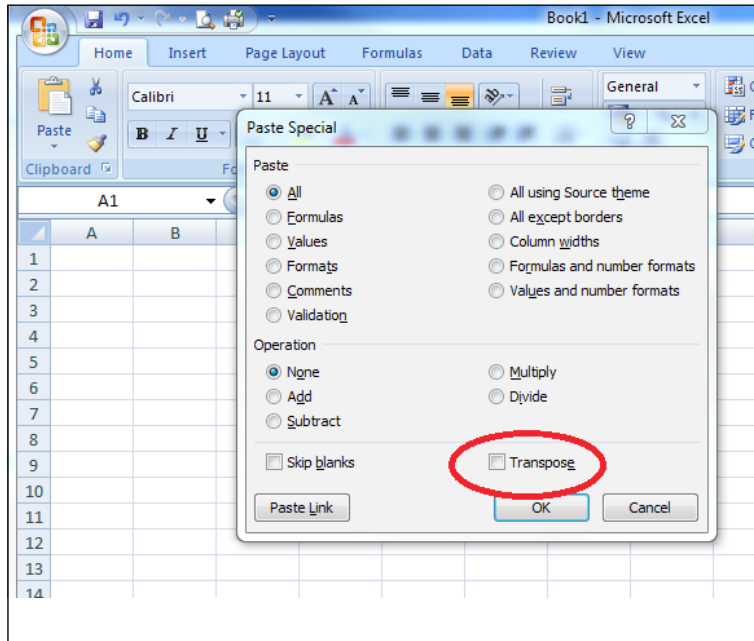 Book1 - Microsoft Excel
Home Insert Page Layout Formulas Data Review View
Calibri 11 A A General
Paste B I U
Clipboard Fo
Paste Special
A1
A B
1
2
3
4
5
6
7
8
9
10
11
12
13
14
Paste
All All using Source theme
Formulas All except borders
Values Column widths
Formats Formulas and number formats
Comments Values and number formats
Validation
Operation
None Multiply
Add Divide
Subtract
Skip blanks Transpose
Paste Link OK Cancel